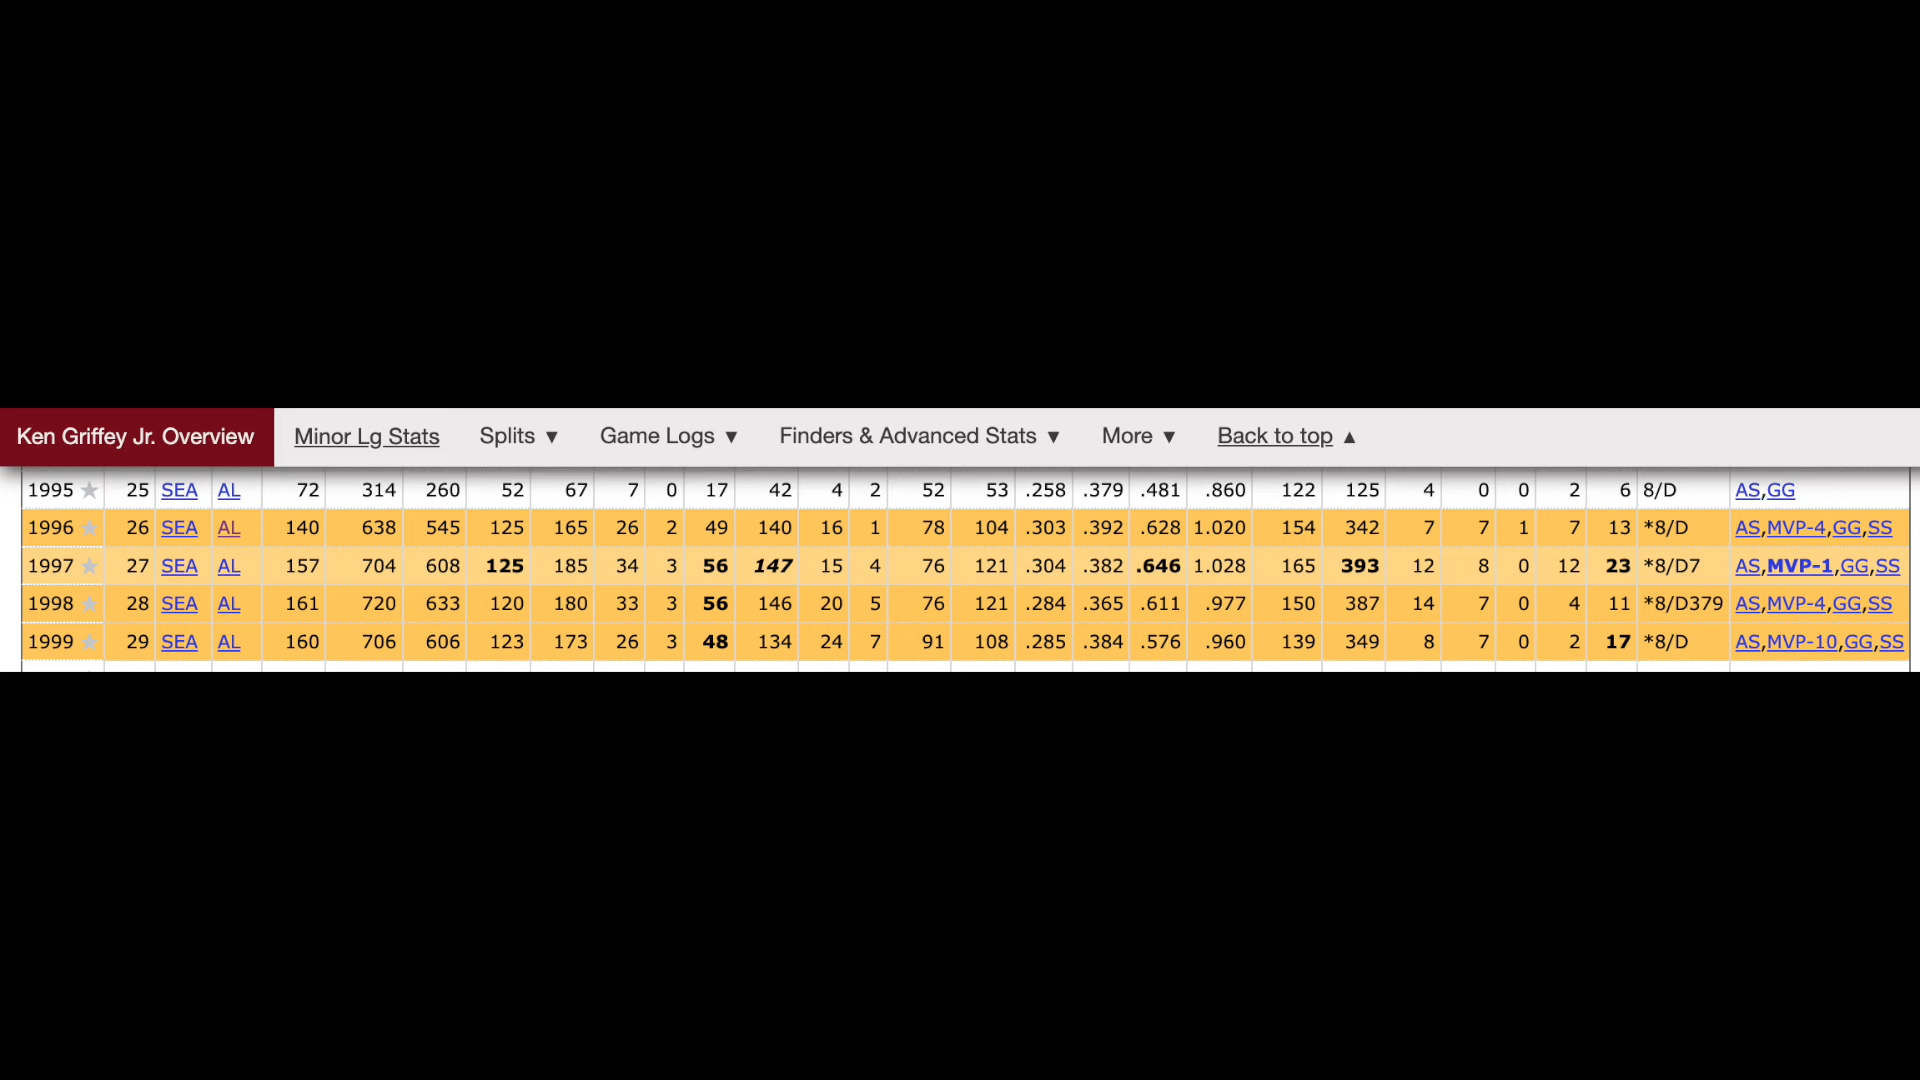 Ken Griffey Jr. Overview Minor Lg Stats Splits ▼ Game Logs ▼ Finders & Advanced Stats ▼ More ▼ Back to top ▲
1995 ★ 25 SEA AL 72 314 260 52 67 7 0 17 42 4 2 52 53 .258 .379 .481 .860 122 125 4 0 0 2 6 8/D AS,GG
1996 ★ 26 SEA AL 140 638 545 125 165 26 2 49 140 16 1 78 104 .303 .392 .628 1.020 154 342 7 7 1 7 13 *8/D AS,MVP-4,GG,SS
1997 ★ 27 SEA AL 157 704 608 125 185 34 3 56 147 15 4 76 121 .304 .382 .646 1.028 165 393 12 8 0 12 23 *8/D7 AS,MVP-1,GG,SS
1998 ★ 28 SEA AL 161 720 633 120 180 33 3 56 146 20 5 76 121 .284 .365 .611 .977 150 387 14 7 0 4 11 *8/D379 AS,MVP-4,GG,SS
1999 ★ 29 SEA AL 160 706 606 123 173 26 3 48 134 24 7 91 108 .285 .384 .576 .960 139 349 8 7 0 2 17 *8/D AS,MVP-10,GG,SS